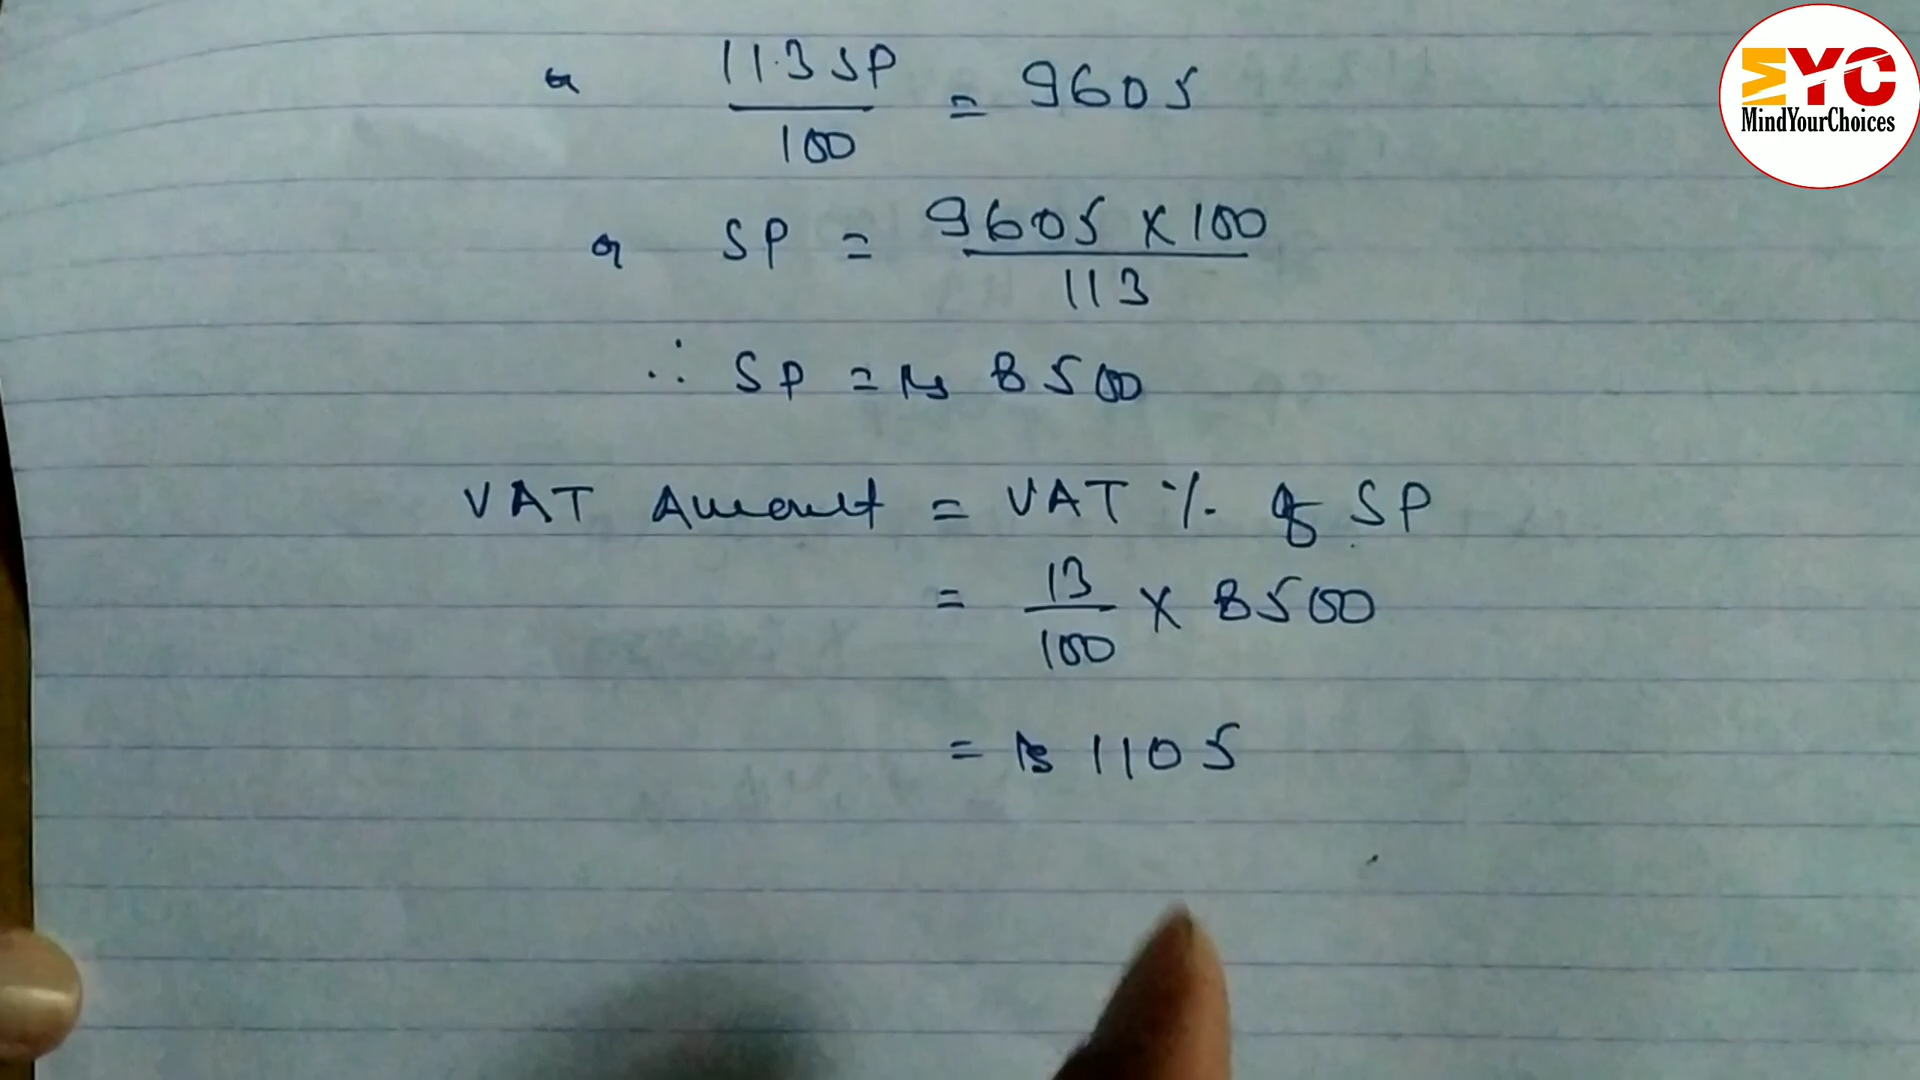 or 113 SP / 100 = 9605
or SP = 9605 × 100 / 113
∴ SP = Rs 8500
VAT Amount = VAT % of SP
= 13 / 100 × 8500
= Rs 1105
MYC
MindYourChoices